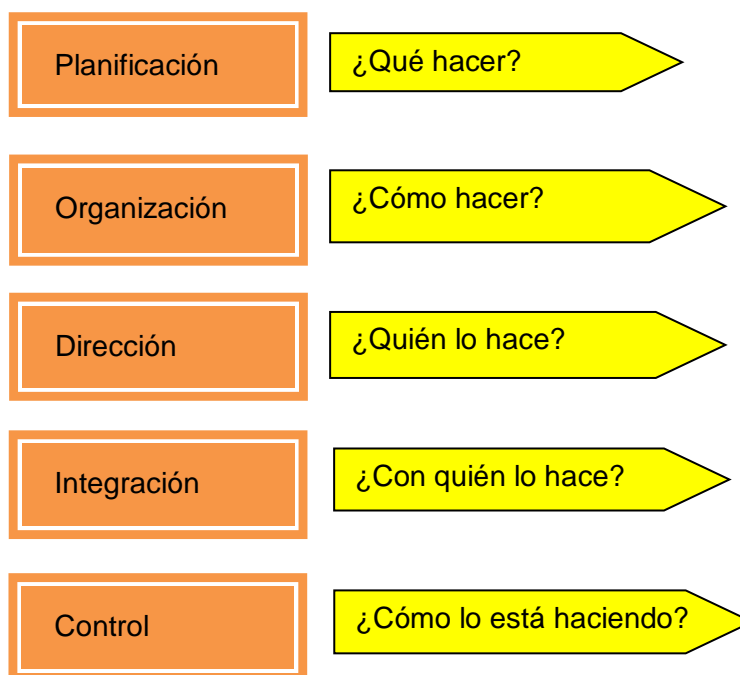 Planificación
¿Qué hacer?
Organización
¿Cómo hacer?
Dirección
¿Quién lo hace?
Integración
¿Con quién lo hace?
Control
¿Cómo lo está haciendo?